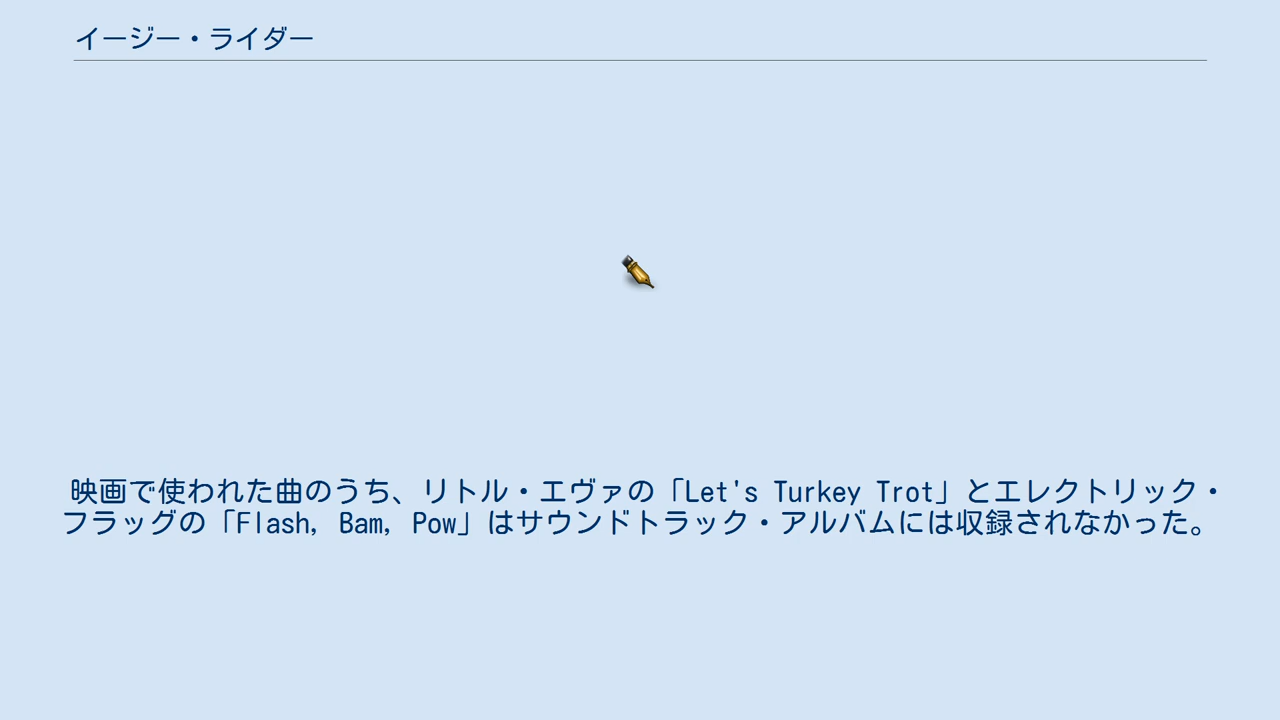 イージー・ライダー
映画で使われた曲のうち、リトル・エヴァの「Let's Turkey Trot」とエレクトリック・
フラッグの「Flash, Bam, Pow」はサウンドトラック・アルバムには収録されなかった。